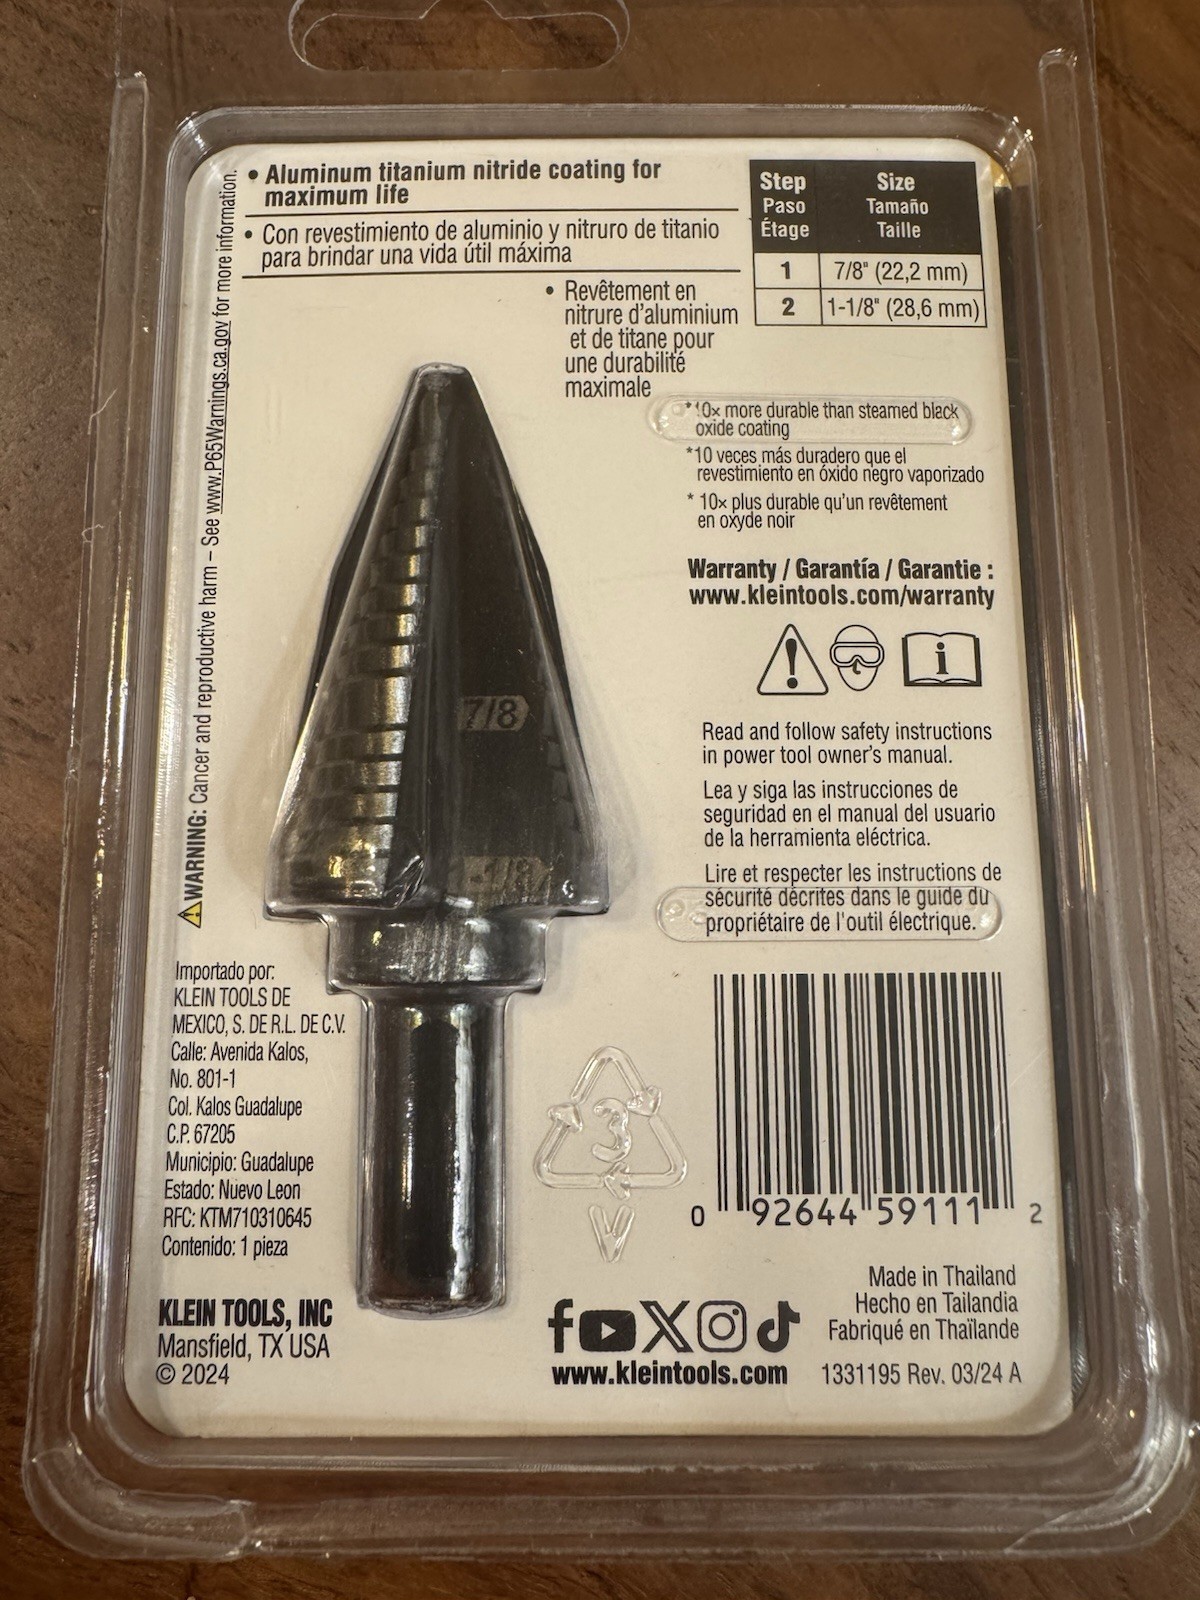 • Aluminum titanium nitride coating for
maximum life
• Con revestimiento de aluminio y nitruro de titanio
para brindar una vida útil máxima
• Revêtement en
nitrure d'aluminium
et de titane pour
une durabilité
maximale
Step Size
Paso Tamaño
Étage Taille
1 7/8" (22,2 mm)
2 1-1/8" (28,6 mm)
*10x more durable than steamed black
oxide coating
*10 veces más duradero que el
revestimiento en óxido negro vaporizado
* 10x plus durable qu'un revêtement
en oxyde noir
Warranty / Garantía / Garantie :
www.kleintools.com/warranty
i
Read and follow safety instructions
in power tool owner's manual.
Lea y siga las instrucciones de
seguridad en el manual del usuario
de la herramienta eléctrica.
Lire et respecter les instructions de
sécurité décrites dans le guide du
propriétaire de l'outil électrique.
⚠WARNING: Cancer and reproductive harm – See www.P65Warnings.ca.gov for more information.
7/8
Importado por:
KLEIN TOOLS DE
MEXICO, S. DE R.L. DE C.V.
Calle: Avenida Kalos,
No. 801-1
Col. Kalos Guadalupe
C.P. 67205
Municipio: Guadalupe
Estado: Nuevo Leon
RFC: KTM710310645
Contenido: 1 pieza
3
V
0 92644 59111 2
KLEIN TOOLS, INC
Mansfield, TX USA
© 2024
www.kleintools.com
Made in Thailand
Hecho en Tailandia
Fabriqué en Thaïlande
1331195 Rev. 03/24 A